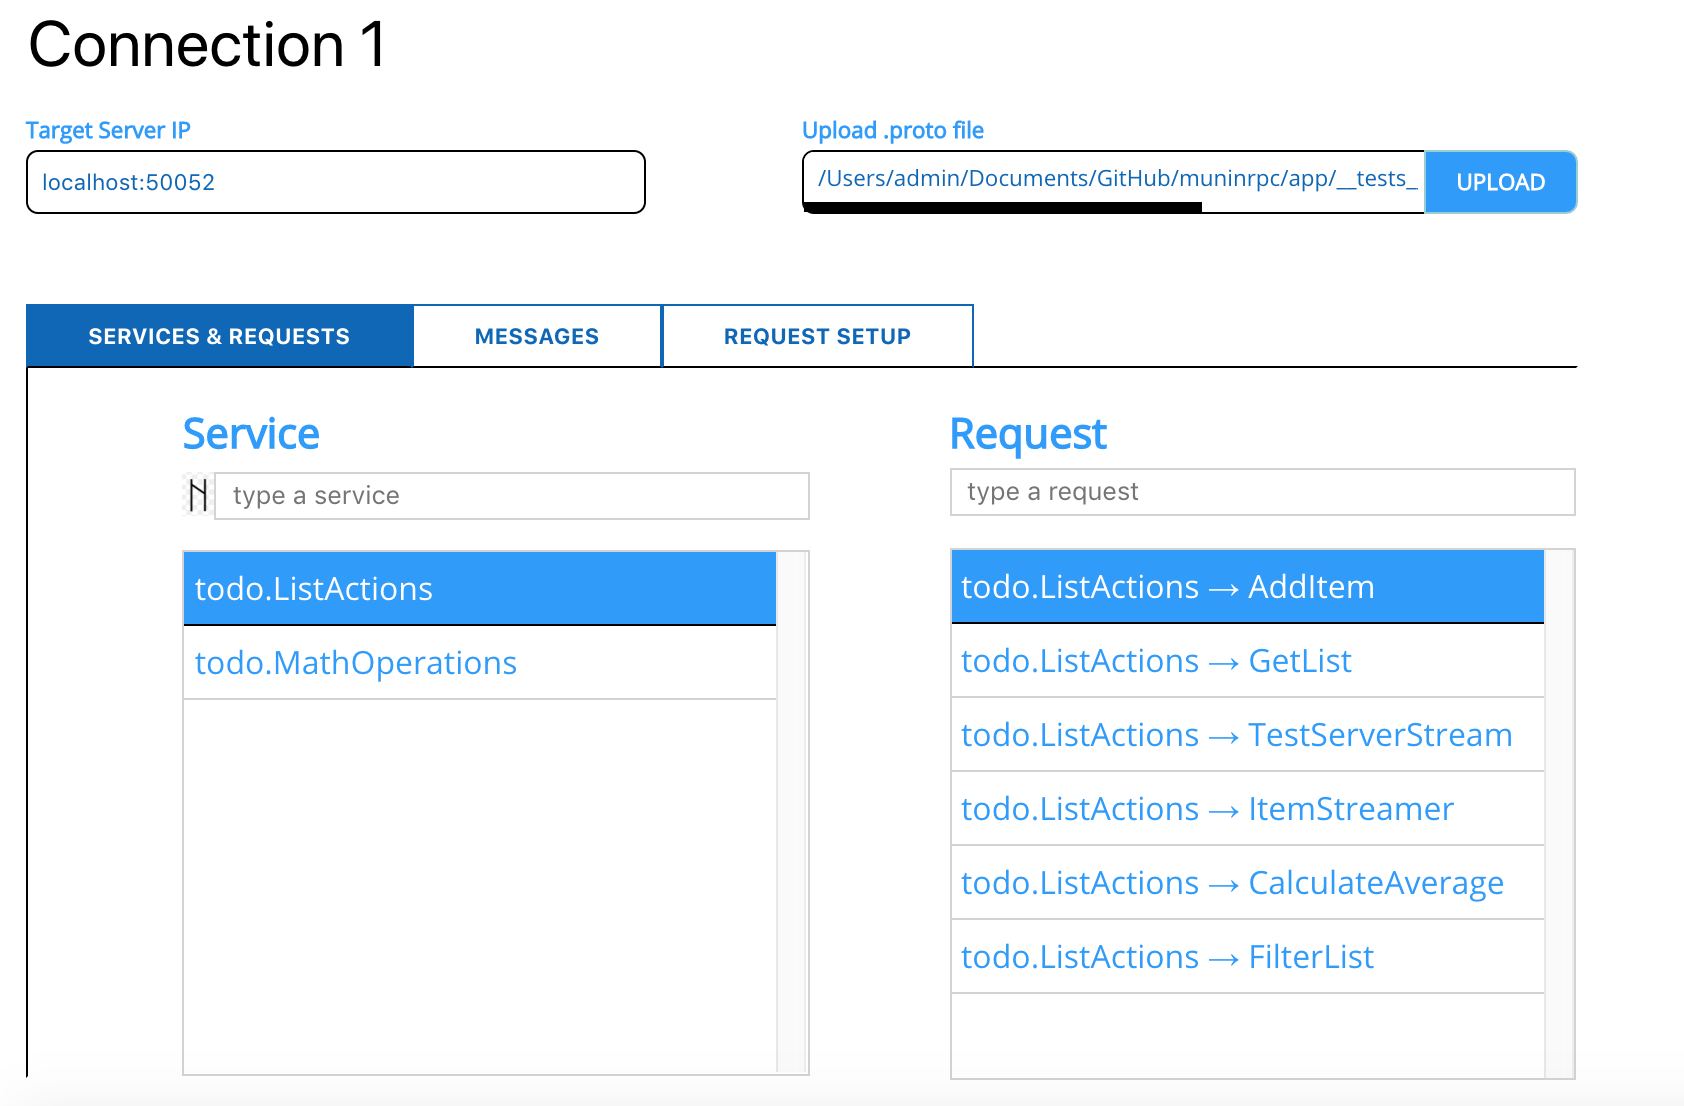 Connection 1
Target Server IP
localhost:50052
Upload .proto file
/Users/admin/Documents/GitHub/muninrpc/app/__tests_
UPLOAD
SERVICES & REQUESTS
MESSAGES
REQUEST SETUP
Service
type a service
todo.ListActions
todo.MathOperations
Request
type a request
todo.ListActions → AddItem
todo.ListActions → GetList
todo.ListActions → TestServerStream
todo.ListActions → ItemStreamer
todo.ListActions → CalculateAverage
todo.ListActions → FilterList